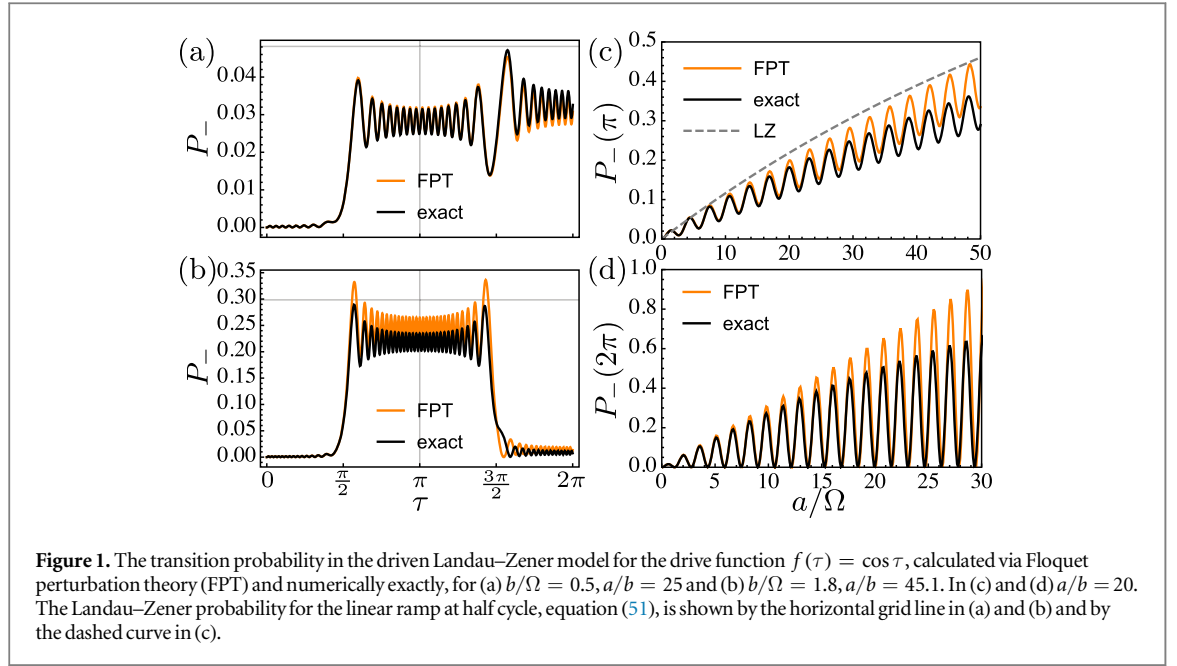 (a)
0.04
0.03
0.02
0.01
0.00
P_
FPT
exact
(b)
0.35
0.30
0.25
0.20
0.15
0.10
0.05
0.00
P_
FPT
exact
0 π/2 π 3π/2 2π
τ
(c)
0.5
0.4
0.3
0.2
0.1
0.0
P_(π)
FPT
exact
LZ
0 10 20 30 40 50
(d)
1.0
0.8
0.6
0.4
0.2
0.0
P_(2π)
FPT
exact
0 5 10 15 20 25 30
a/Ω
Figure 1. The transition probability in the driven Landau–Zener model for the drive function f(τ) = cos τ, calculated via Floquet
perturbation theory (FPT) and numerically exactly, for (a) b/Ω = 0.5, a/b = 25 and (b) b/Ω = 1.8, a/b = 45.1. In (c) and (d) a/b = 20.
The Landau–Zener probability for the linear ramp at half cycle, equation (51), is shown by the horizontal grid line in (a) and (b) and by
the dashed curve in (c).